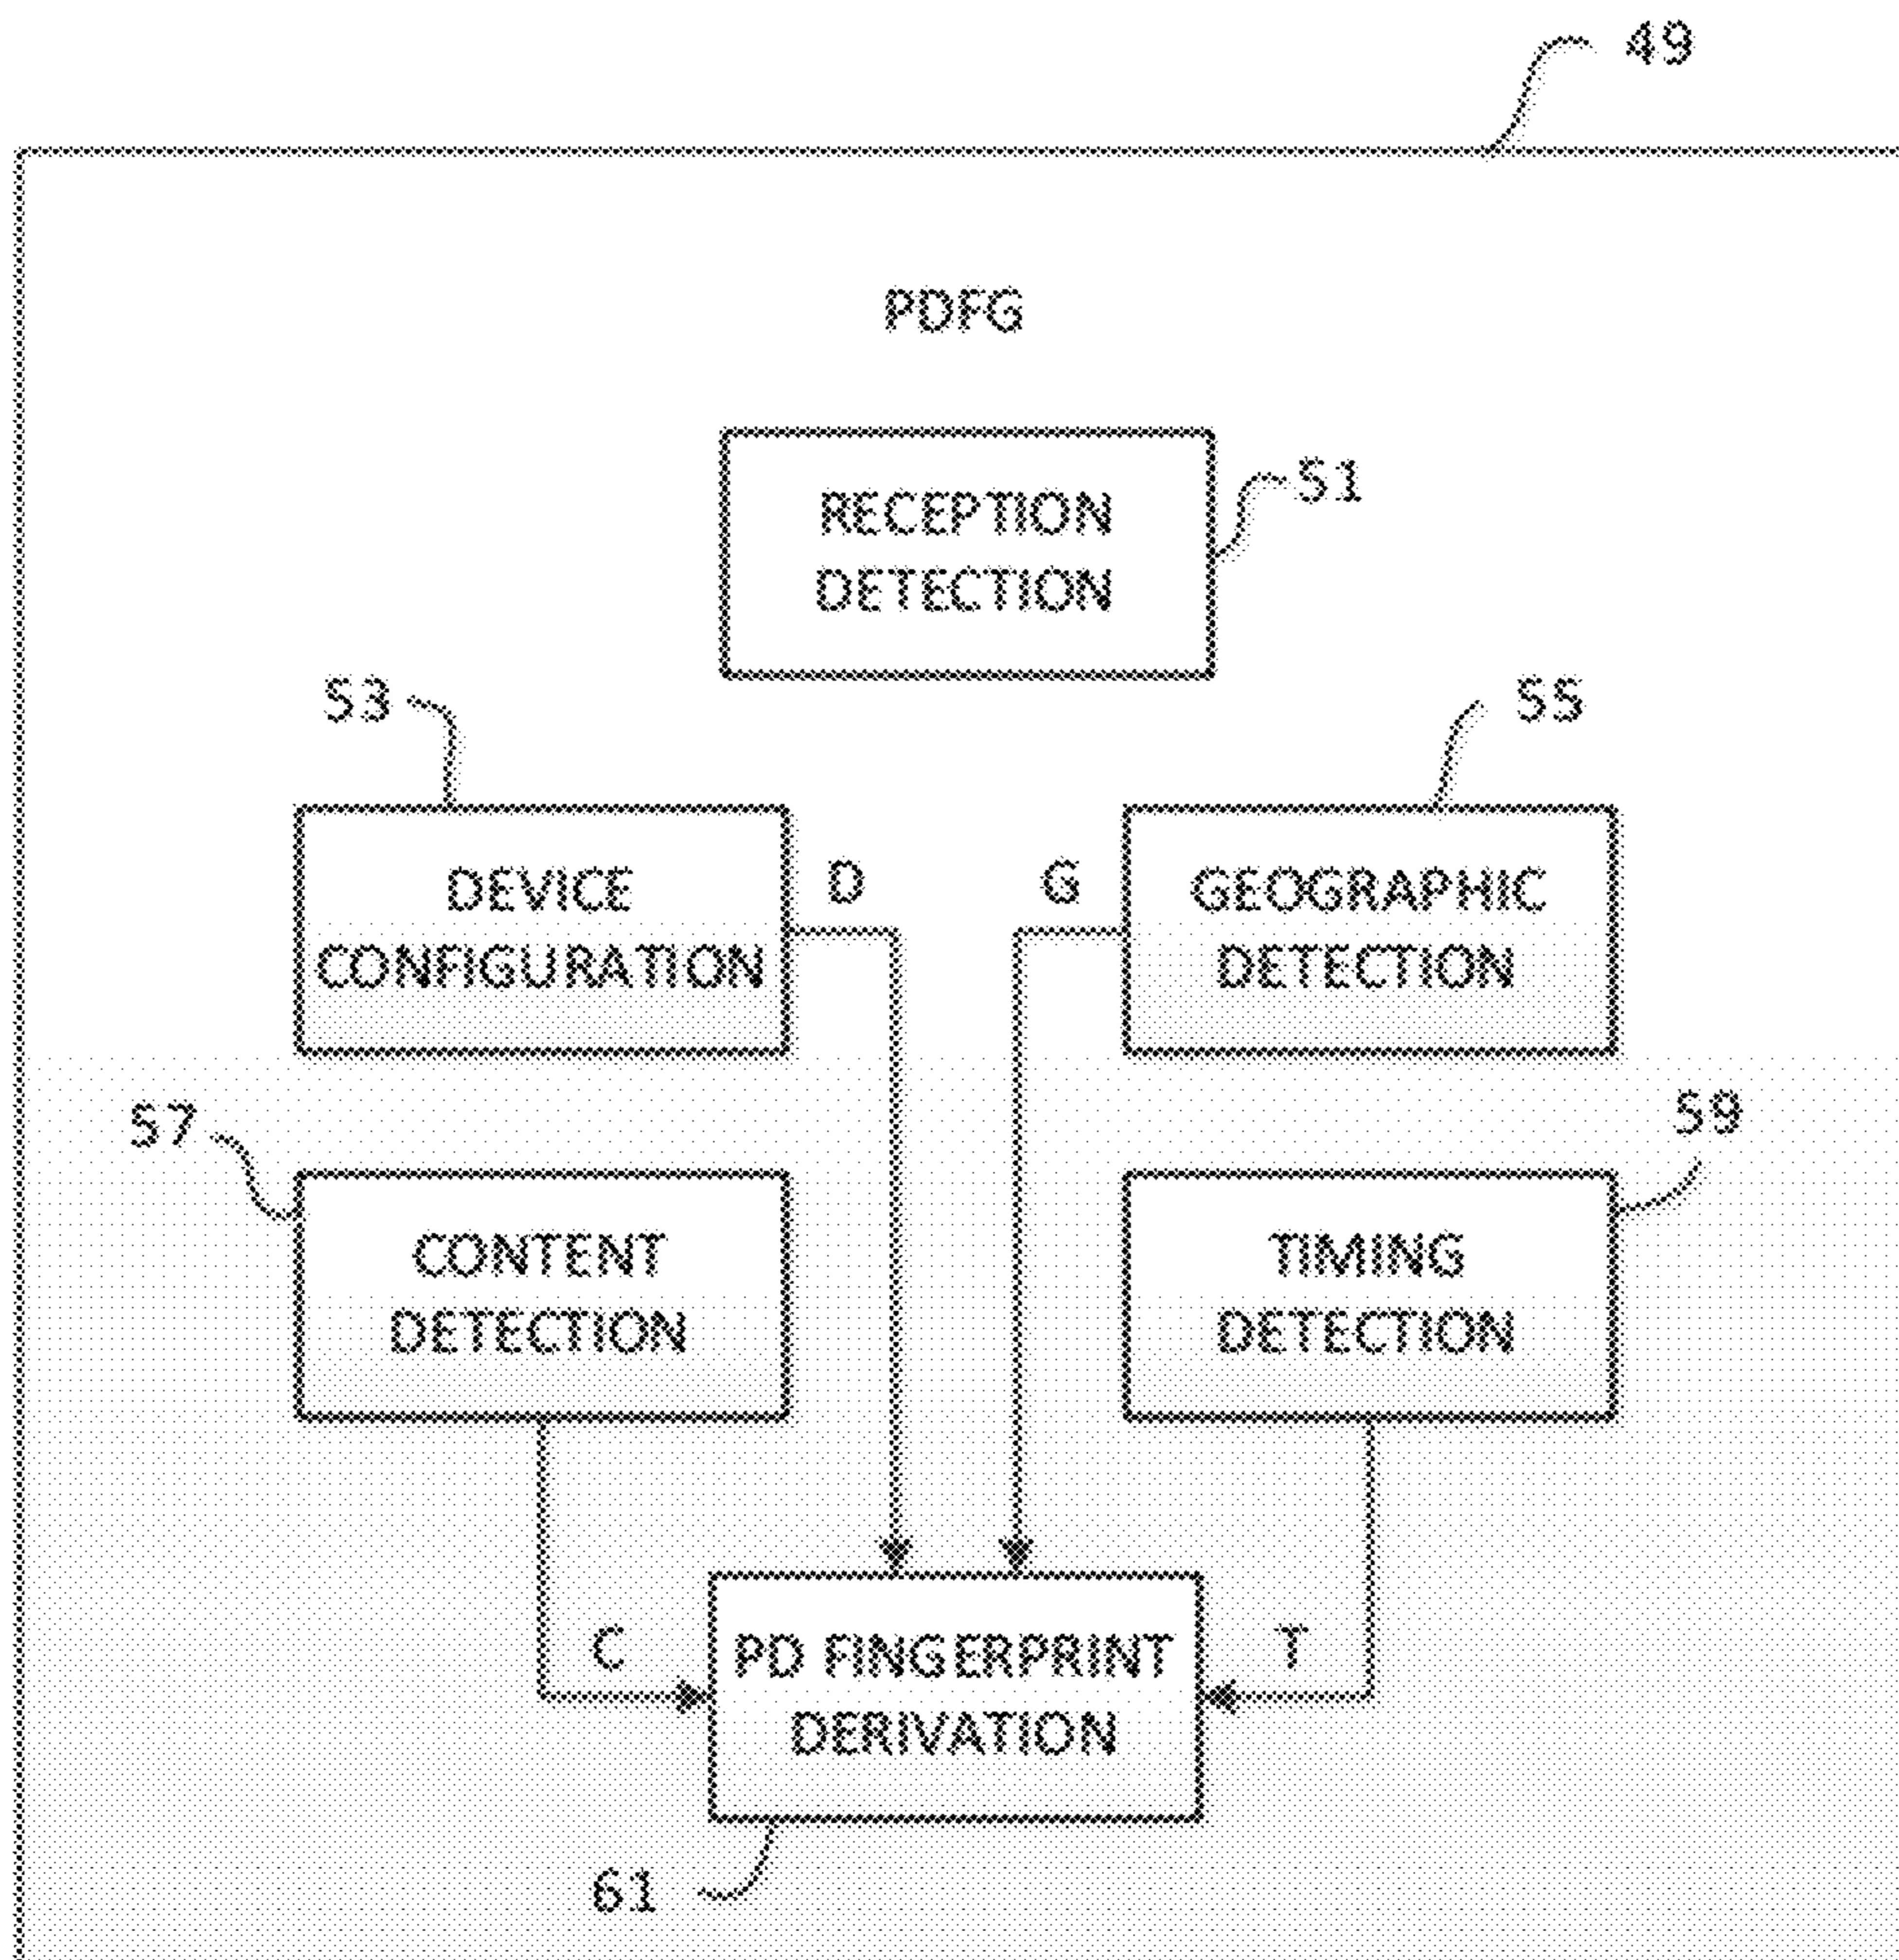 49
PDFG
RECEPTION
DETECTION
51
53
55
DEVICE
CONFIGURATION
D
G
GEOGRAPHIC
DETECTION
57
59
CONTENT
DETECTION
TIMING
DETECTION
C
PD FINGERPRINT
DERIVATION
T
61